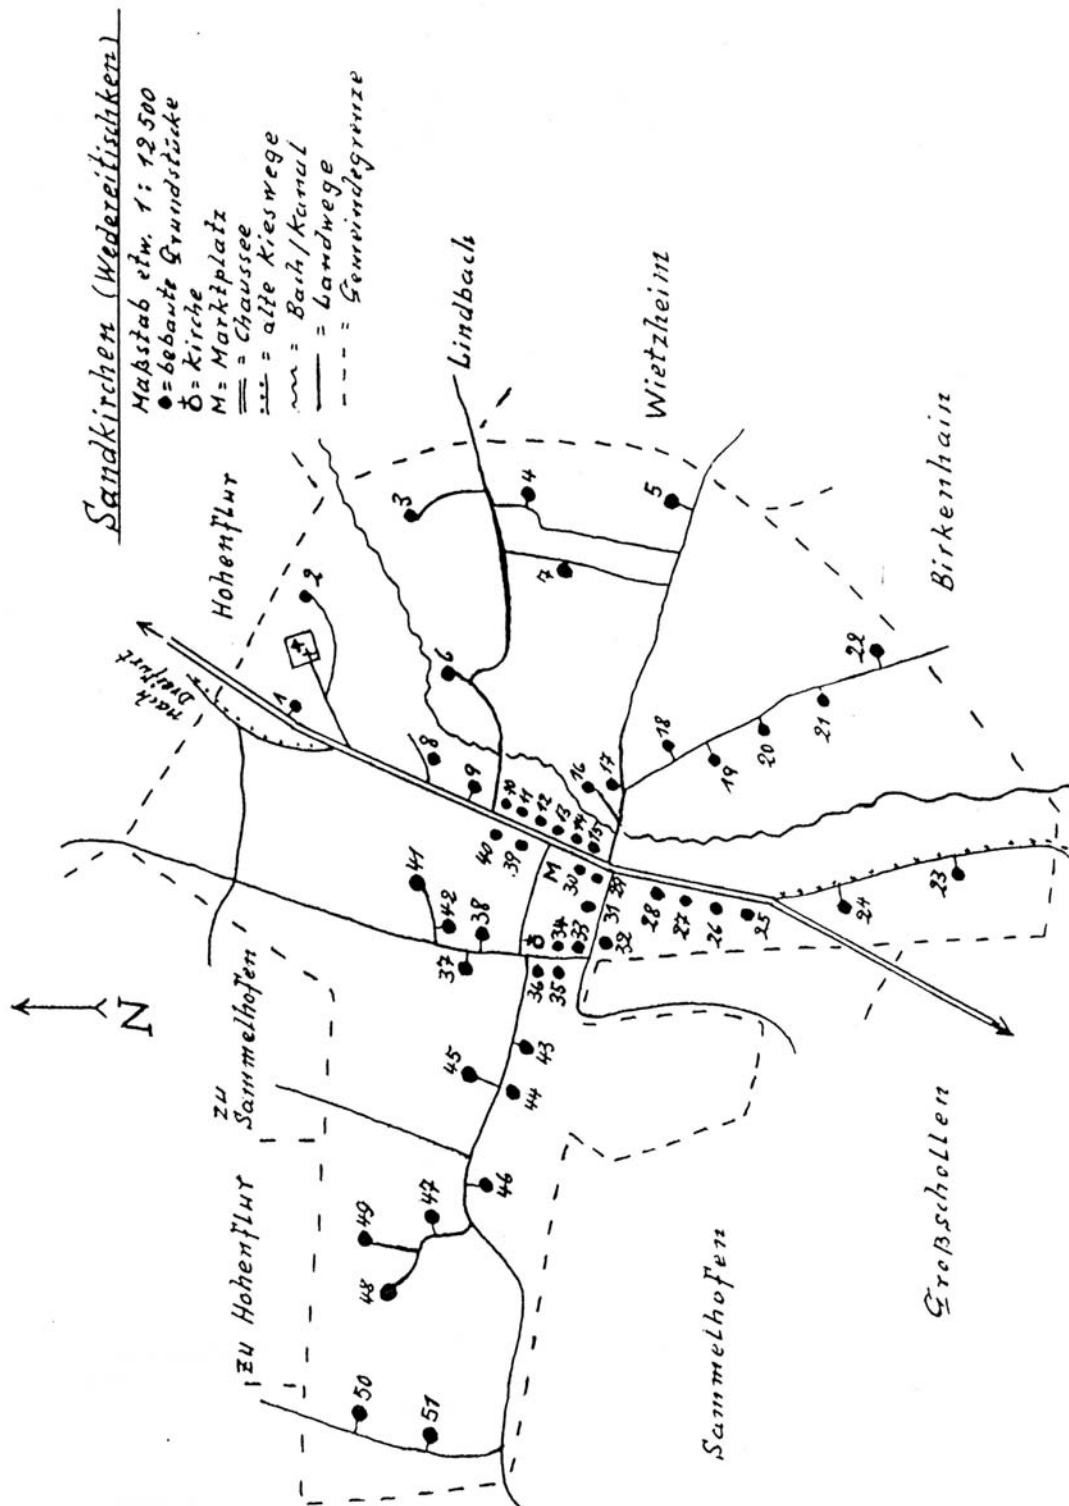 Sandkirchen (Wedereitischken)
Maßstab etw. 1:12 500
●=bebaute Grundstücke
♁=Kirche
M=Marktplatz
=Chaussee
=alte Kieswege
=Bach/Kanal
=Landwege
=Gemeindegrenze
Hohenflur
nach
Dreifurt
Lindbach
Wietzheim
Birkenhain
Großschollen
Sammelhofen
zu
Sammelhofen
zu Hohenflur
N
M
1
2
3
4
5
6
7
8
9
10
11
12
13
14
15
16
17
18
19
20
21
22
23
24
25
26
27
28
29
30
31
32
33
34
35
36
37
38
39
40
41
42
43
44
45
46
47
48
49
50
51